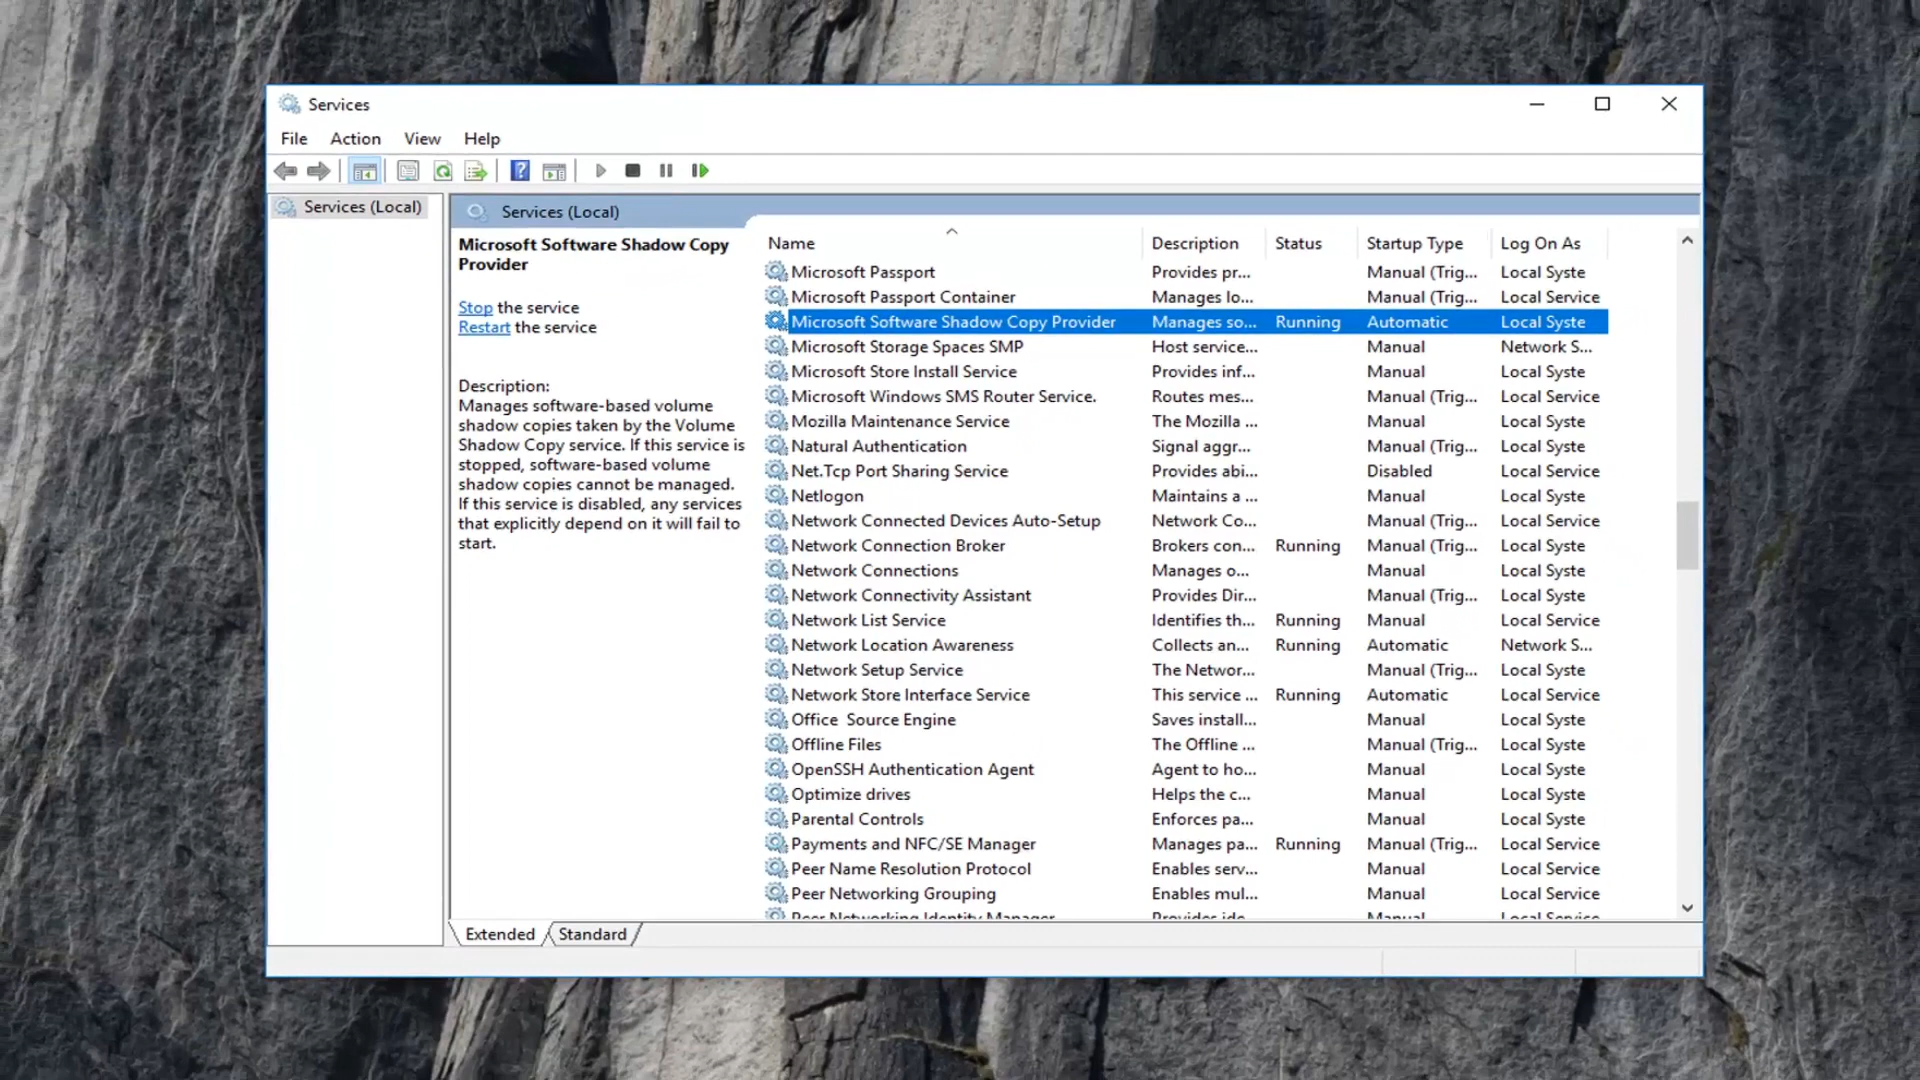 Services
File Action View Help
Services (Local)
Services (Local)
Microsoft Software Shadow Copy
Provider
Stop the service
Restart the service
Description:
Manages software-based volume
shadow copies taken by the Volume
Shadow Copy service. If this service is
stopped, software-based volume
shadow copies cannot be managed.
If this service is disabled, any services
that explicitly depend on it will fail to
start.
Name Description Status Startup Type Log On As
Microsoft Passport Provides pr... Manual (Trig... Local Syste
Microsoft Passport Container Manages lo... Manual (Trig... Local Service
Microsoft Software Shadow Copy Provider Manages so... Running Automatic Local Syste
Microsoft Storage Spaces SMP Host service... Manual Network S...
Microsoft Store Install Service Provides inf... Manual Local Syste
Microsoft Windows SMS Router Service. Routes mes... Manual (Trig... Local Syste
Mozilla Maintenance Service The Mozilla ... Manual Local Syste
Natural Authentication Signal aggr... Manual (Trig... Local Syste
Net.Tcp Port Sharing Service Provides abi... Disabled Local Service
Netlogon Maintains a ... Manual Local Syste
Network Connected Devices Auto-Setup Network Co... Manual (Trig... Local Service
Network Connection Broker Brokers con... Running Manual (Trig... Local Syste
Network Connections Manages o... Manual Local Syste
Network Connectivity Assistant Provides Dir... Manual (Trig... Local Syste
Network List Service Identifies th... Running Manual Local Service
Network Location Awareness Collects an... Running Automatic Network S...
Network Setup Service The Networ... Manual (Trig... Local Syste
Network Store Interface Service This service ... Running Automatic Local Service
Office  Source Engine Saves install... Manual Local Syste
Offline Files The Offline ... Manual (Trig... Local Syste
OpenSSH Authentication Agent Agent to ho... Manual Local Syste
Optimize drives Helps the c... Manual Local Syste
Parental Controls Enforces pa... Manual Local Syste
Payments and NFC/SE Manager Manages pa... Running Manual (Trig... Local Service
Peer Name Resolution Protocol Enables serv... Manual Local Service
Peer Networking Grouping Enables mul... Manual Local Service
Peer Networking Identity Manager Provides ide... Manual Local Service
Extended Standard